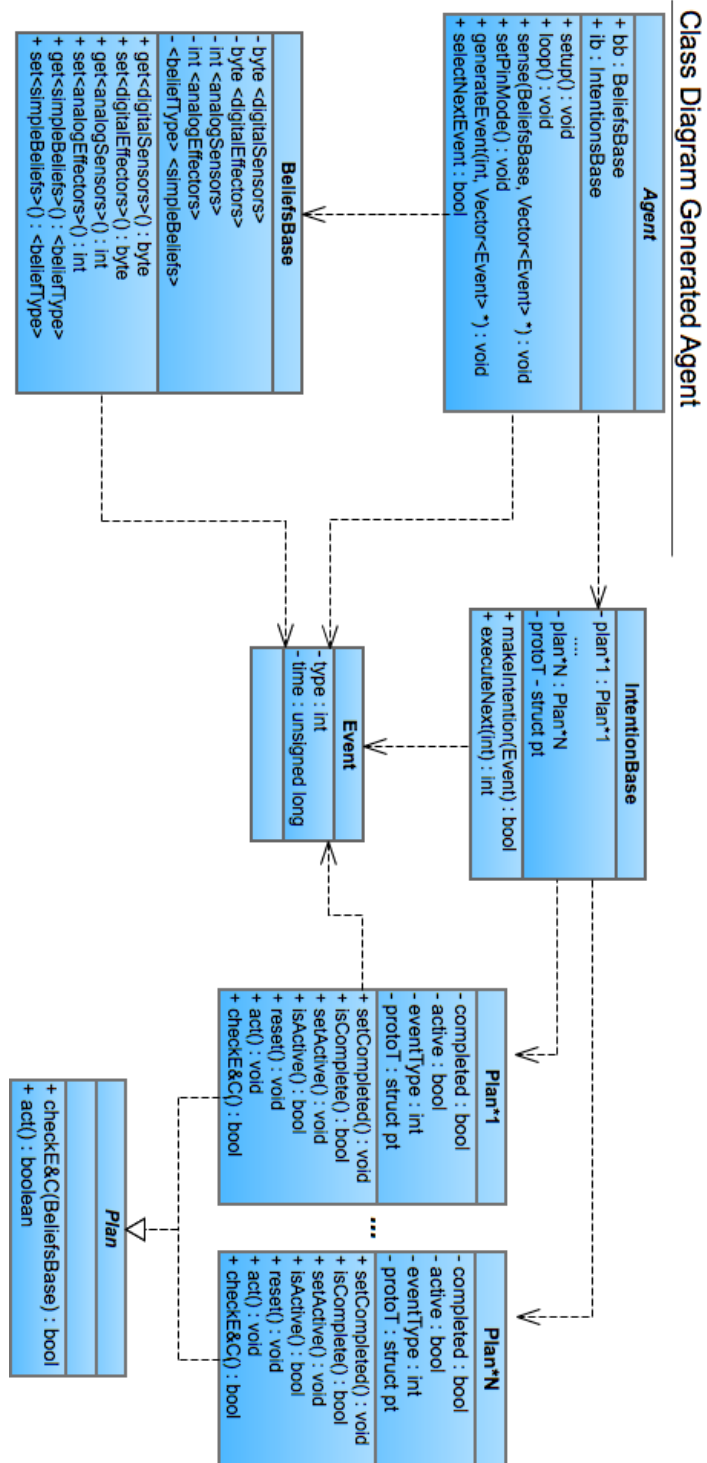 Class Diagram Generated Agent
Agent
+ bb : BeliefsBase
+ ib : IntentionsBase
+ setup() : void
+ loop() : void
+ sense(BeliefsBase, Vector<Event> *) : void
+ setPinMode() : void
+ generateEvent(int, Vector<Event> *) : void
+ selectNextEvent : bool
IntentionBase
- plan*1 : Plan*1
....
- plan*N : Plan*N
- protoT - struct pt
+ makeIntention(Event) : bool
+ executeNext(int) : int
BeliefsBase
- byte <digitalSensors>
- byte <digitalEffectors>
- int <analogSensors>
- int <analogEffectors>
- <beliefType> <simpleBeliefs>
+ get<digitalSensors>() : byte
+ set<digitalEffectors>() : byte
+ get<analogSensors>() : int
+ set<analogEffectors>() : int
+ get<simpleBeliefs>() : <beliefType>
+ set<simpleBeliefs>() : <beliefType>
Event
- type : int
- time : unsigned long
Plan*1
- completed : bool
- active : bool
- eventType : int
- protoT : struct pt
+ setCompleted() : void
+ isComplete() : bool
+ setActive() : void
+ isActive() : bool
+ reset() : void
+ act() : void
+ checkE&C() : bool
...
Plan*N
- completed : bool
- active : bool
- eventType : int
- protoT : struct pt
+ setCompleted() : void
+ isComplete() : bool
+ setActive() : void
+ isActive() : bool
+ reset() : void
+ act() : void
+ checkE&C() : bool
Plan
+ checkE&C(BeliefsBase) : bool
+ act() : boolean